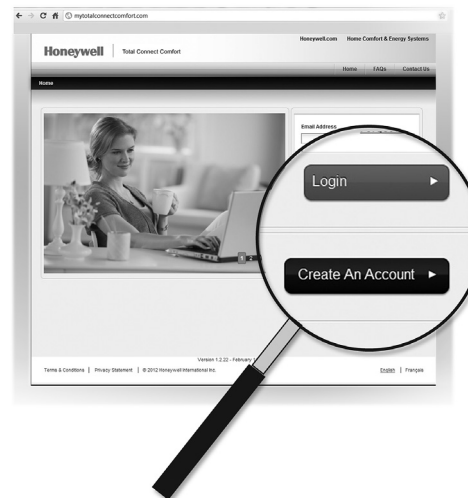 mytotalconnectcomfort.com
Honeywell.com Home Comfort & Energy Systems
Honeywell | Total Connect Comfort
Home FAQs Contact Us
Home
Email Address
Login
Create An Account
Version 1.2.22 - February
Terms & Conditions | Privacy Statement | © 2012 Honeywell International Inc.
English | Français